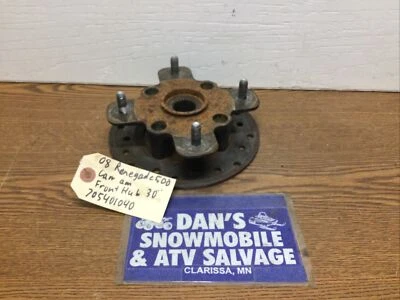 08 Renegade 500
Can am
Front Hub 30"
705401040
DAN'S
SNOWMOBILE
& ATV SALVAGE
CLARISSA, MN